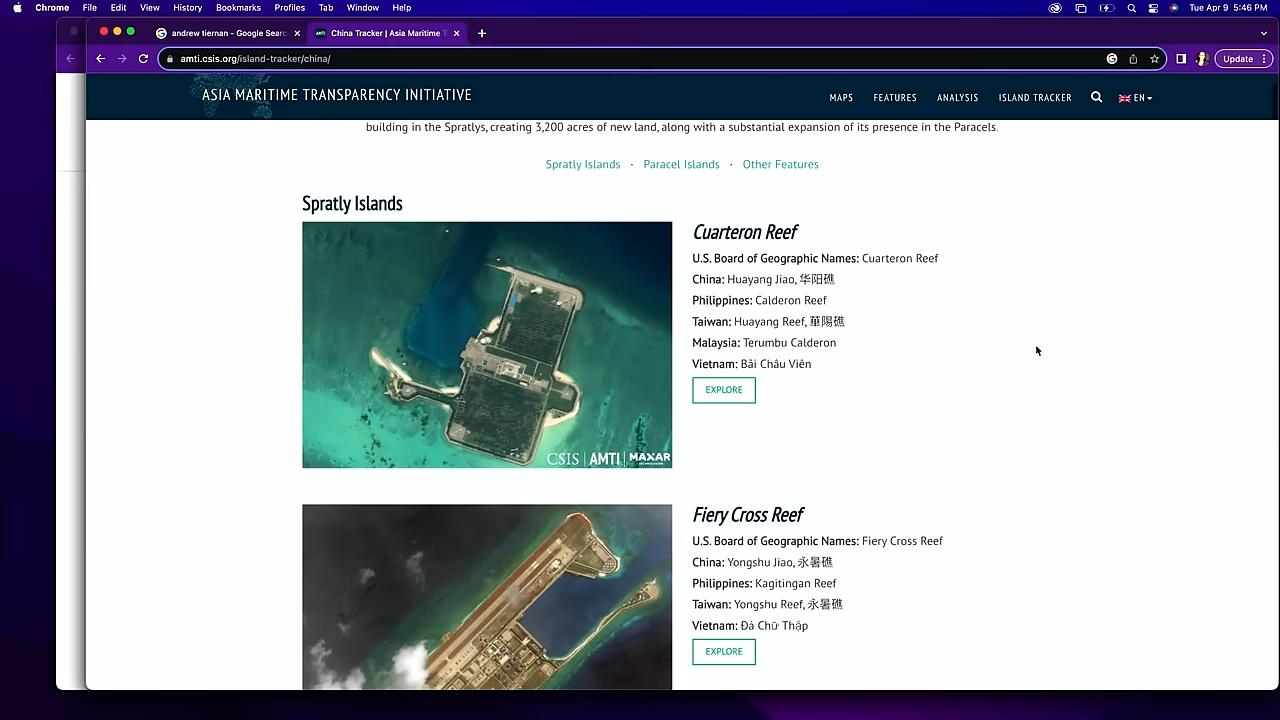 Chrome File Edit View History Bookmarks Profiles Tab Window Help Tue Apr 9 5:46 PM
andrew tiernan - Google Searc China Tracker | Asia Maritime T
amti.csis.org/island-tracker/china/ Update
ASIA MARITIME TRANSPARENCY INITIATIVE MAPS FEATURES ANALYSIS ISLAND TRACKER EN
building in the Spratlys, creating 3,200 acres of new land, along with a substantial expansion of its presence in the Paracels.
Spratly Islands · Paracel Islands · Other Features
Spratly Islands
Cuarteron Reef
U.S. Board of Geographic Names: Cuarteron Reef
China: Huayang Jiao, 华阳礁
Philippines: Calderon Reef
Taiwan: Huayang Reef, 華陽礁
Malaysia: Terumbu Calderon
Vietnam: Bãi Châu Viên
EXPLORE
CSIS | AMTI | MAXAR
Fiery Cross Reef
U.S. Board of Geographic Names: Fiery Cross Reef
China: Yongshu Jiao, 永暑礁
Philippines: Kagitingan Reef
Taiwan: Yongshu Reef, 永暑礁
Vietnam: Đá Chữ Thập
EXPLORE